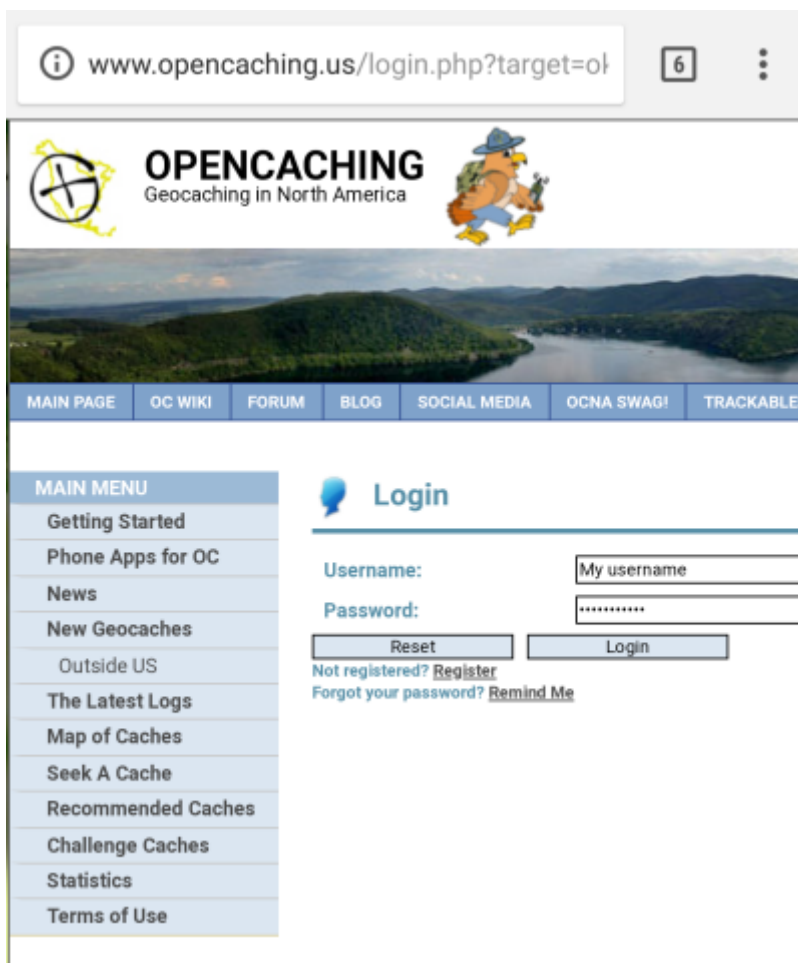 www.opencaching.us/login.php?target=ol
6
OPENCACHING
Geocaching in North America
MAIN PAGE OC WIKI FORUM BLOG SOCIAL MEDIA OCNA SWAG! TRACKABLE
MAIN MENU
Getting Started
Phone Apps for OC
News
New Geocaches
Outside US
The Latest Logs
Map of Caches
Seek A Cache
Recommended Caches
Challenge Caches
Statistics
Terms of Use
Login
Username: My username
Password: •••••••••••
Reset Login
Not registered? Register
Forgot your password? Remind Me